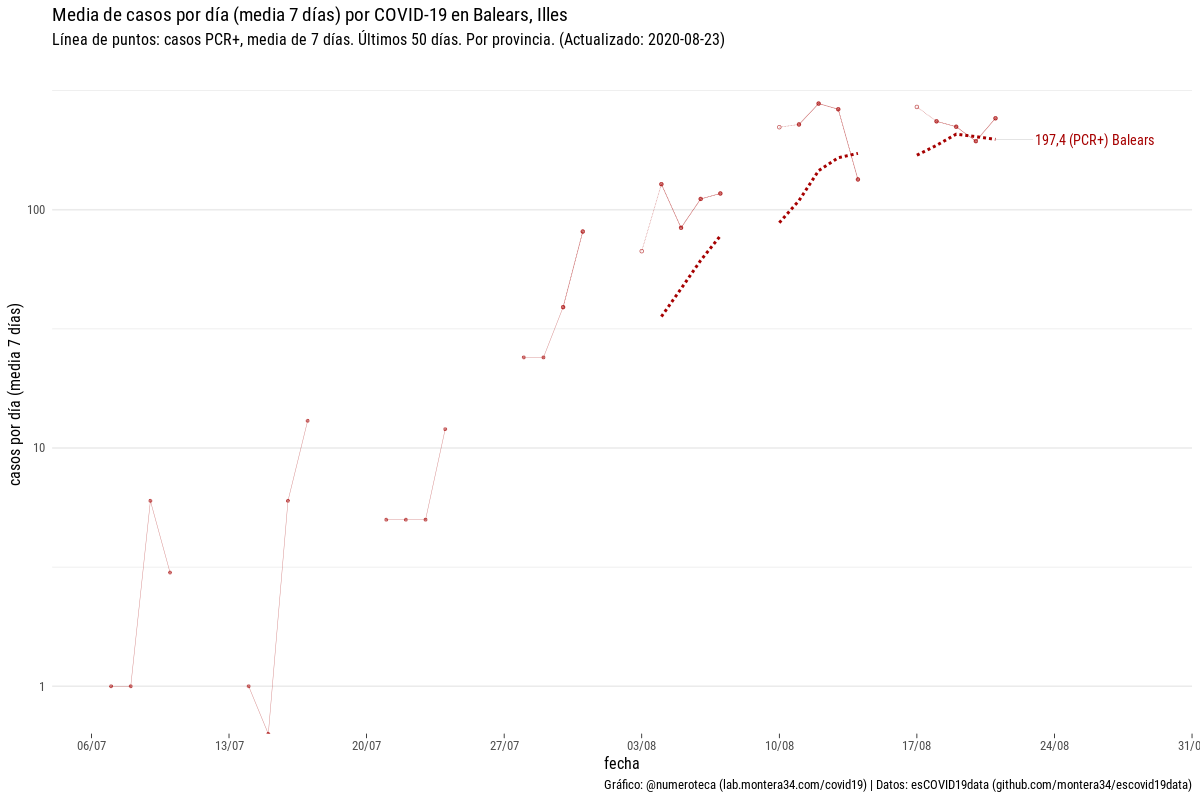 Media de casos por día (media 7 días) por COVID-19 en Balears, Illes
Línea de puntos: casos PCR+, media de 7 días. Últimos 50 días. Por provincia. (Actualizado: 2020-08-23)
casos por día (media 7 días)
100
10
1
197,4 (PCR+) Balears
06/07
13/07
20/07
27/07
03/08
10/08
17/08
24/08
31/0
fecha
Gráfico: @numeroteca (lab.montera34.com/covid19) | Datos: esCOVID19data (github.com/montera34/escovid19data)